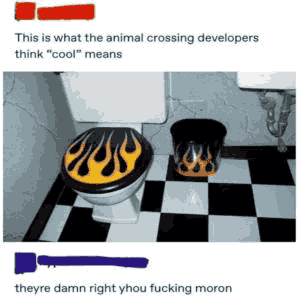 This is what the animal crossing developers
think “cool” means
theyre damn right yhou fucking moron